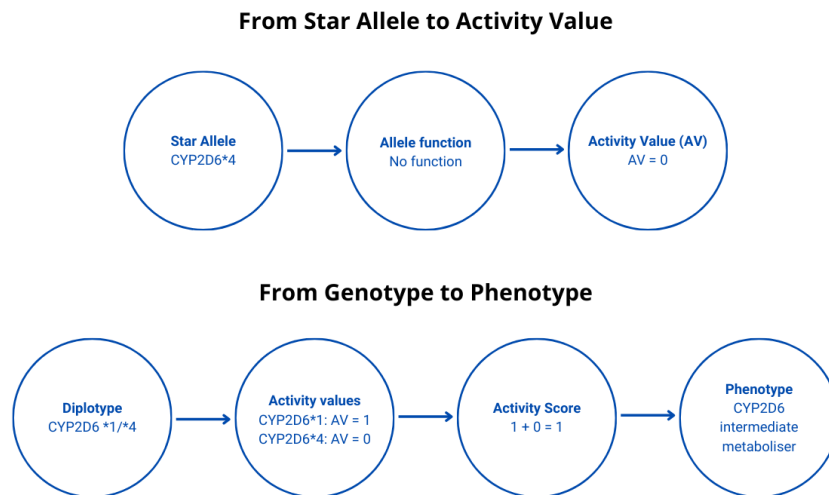 From Star Allele to Activity Value
Star Allele
CYP2D6*4
Allele function
No function
Activity Value (AV)
AV = 0
From Genotype to Phenotype
Diplotype
CYP2D6 *1/*4
Activity values
CYP2D6*1: AV = 1
CYP2D6*4: AV = 0
Activity Score
1 + 0 = 1
Phenotype
CYP2D6
intermediate
metaboliser